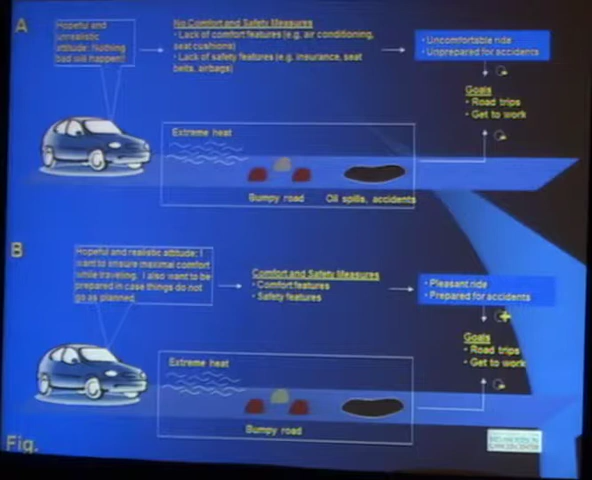 A
Hopeful and
unrealistic
attitude: Nothing
bad will happen!
No Comfort and Safety Measures
• Lack of comfort features (e.g. air conditioning,
seat cushions)
• Lack of safety features (e.g. insurance, seat
belts, airbags)
• Uncomfortable ride
• Unprepared for accidents
Goals
• Road trips
• Get to work
Extreme heat
Bumpy road
Oil spills, accidents
B
Hopeful and realistic attitude: I
want to ensure maximal comfort
while traveling. I also want to be
prepared in case things do not
go as planned.
Comfort and Safety Measures
• Comfort features
• Safety features
• Pleasant ride
• Prepared for accidents
+
Goals
• Road trips
• Get to work
Extreme heat
Bumpy road
Fig.